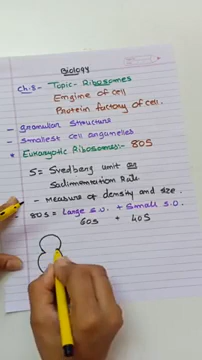 Biology
Ch:8- Topic- Ribosomes
Engine of cell
Protein factory of cell.
- Granular structure
- Smallest cell organelles
* Eukaryotic Ribosomes:- 80S
S = Svedberg unit or
Sedimentation Rate
- Measure of density and size.
80S = Large S.U. + Small S.U.
60S + 40S